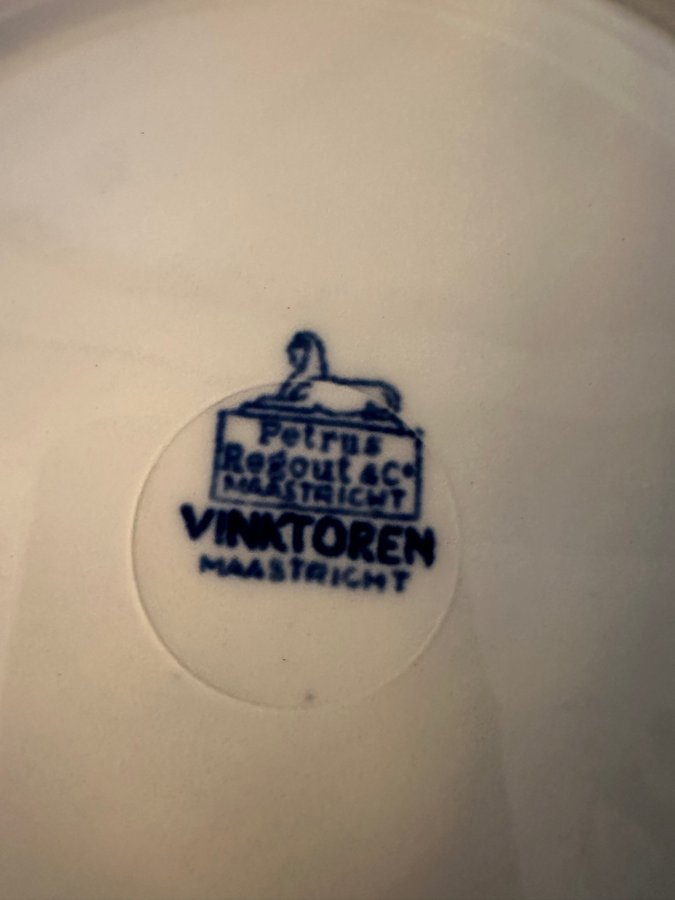 Petrus
Regout & Co
MAASTRICHT
VINKTOREN
MAASTRICHT